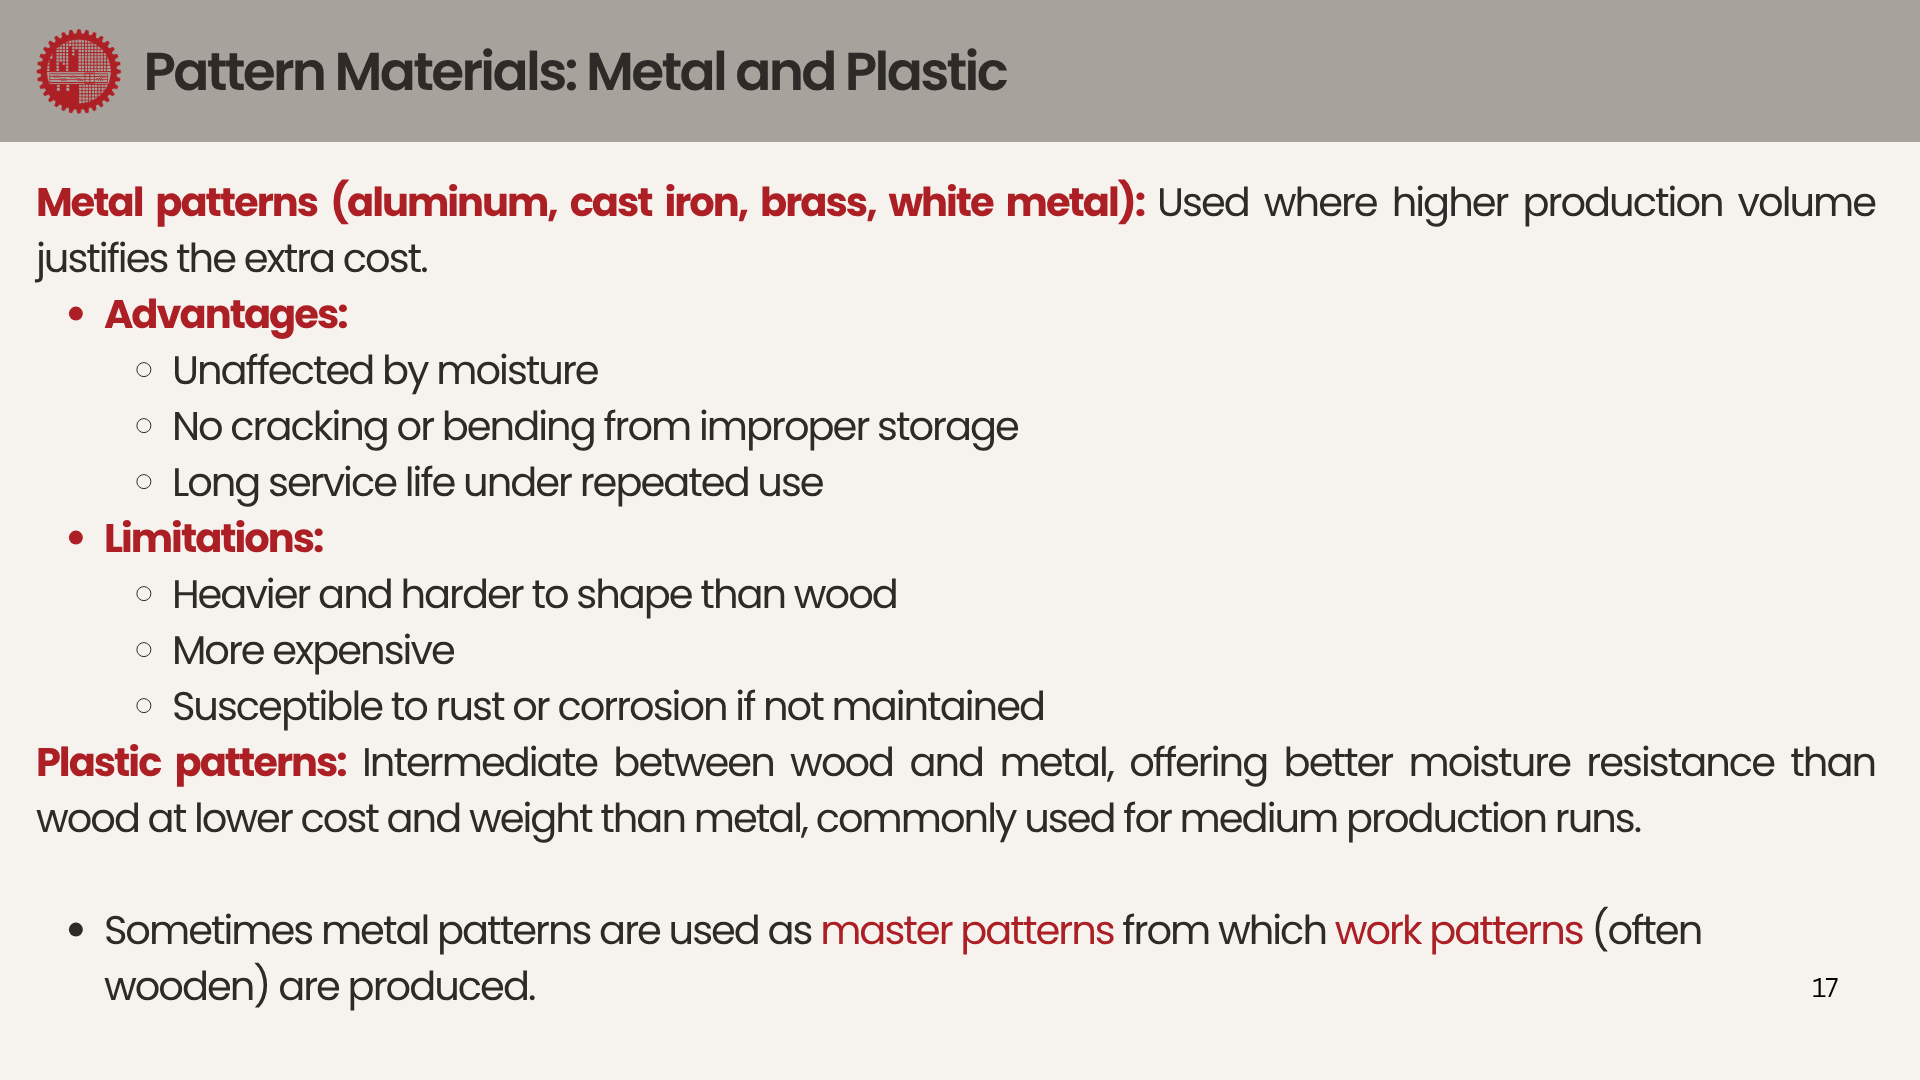 Pattern Materials: Metal and Plastic
Metal patterns (aluminum, cast iron, brass, white metal): Used where higher production volume
justifies the extra cost.
• Advantages:
○ Unaffected by moisture
○ No cracking or bending from improper storage
○ Long service life under repeated use
• Limitations:
○ Heavier and harder to shape than wood
○ More expensive
○ Susceptible to rust or corrosion if not maintained
Plastic patterns: Intermediate between wood and metal, offering better moisture resistance than
wood at lower cost and weight than metal, commonly used for medium production runs.
• Sometimes metal patterns are used as master patterns from which work patterns (often
wooden) are produced.
17